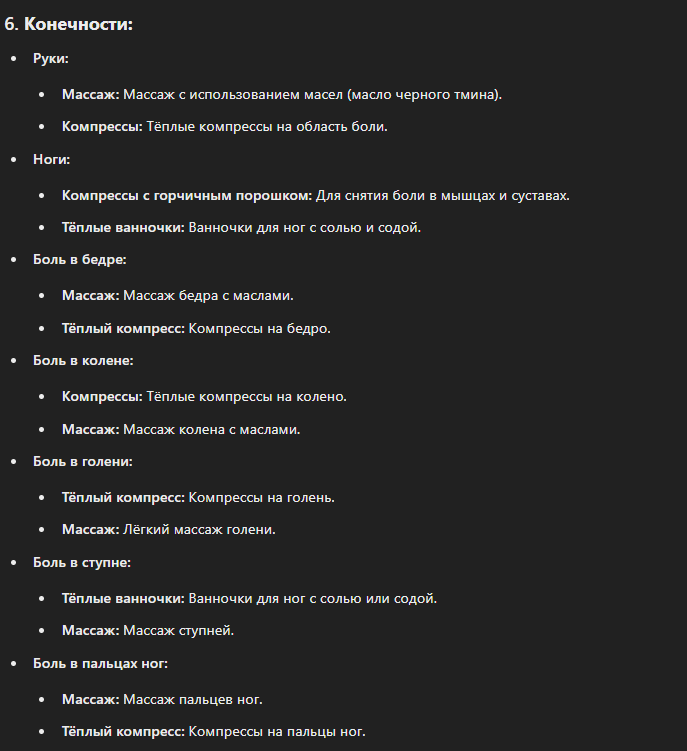 6. Конечности:
• Руки:
• Массаж: Массаж с использованием масел (масло черного тмина).
• Компрессы: Тёплые компрессы на область боли.
• Ноги:
• Компрессы с горчичным порошком: Для снятия боли в мышцах и суставах.
• Тёплые ванночки: Ванночки для ног с солью и содой.
• Боль в бедре:
• Массаж: Массаж бедра с маслами.
• Тёплый компресс: Компрессы на бедро.
• Боль в колене:
• Компрессы: Тёплые компрессы на колено.
• Массаж: Массаж колена с маслами.
• Боль в голени:
• Тёплый компресс: Компрессы на голень.
• Массаж: Лёгкий массаж голени.
• Боль в ступне:
• Тёплые ванночки: Ванночки для ног с солью или содой.
• Массаж: Массаж ступней.
• Боль в пальцах ног:
• Массаж: Массаж пальцев ног.
• Тёплый компресс: Компрессы на пальцы ног.